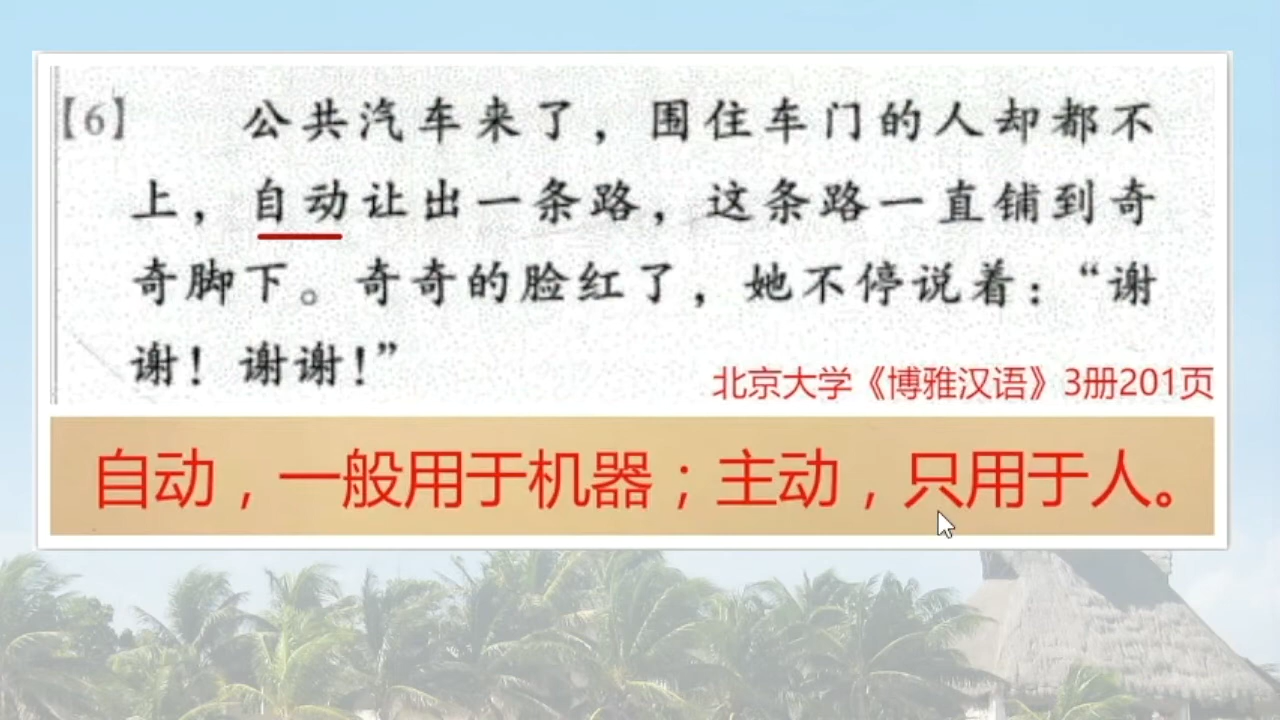 【6】 公共汽车来了，围住车门的人却都不
上，自动让出一条路，这条路一直铺到奇
奇脚下。奇奇的脸红了，她不停说着：“谢
谢！谢谢！”
北京大学《博雅汉语》3册201页
自动，一般用于机器；主动，只用于人。